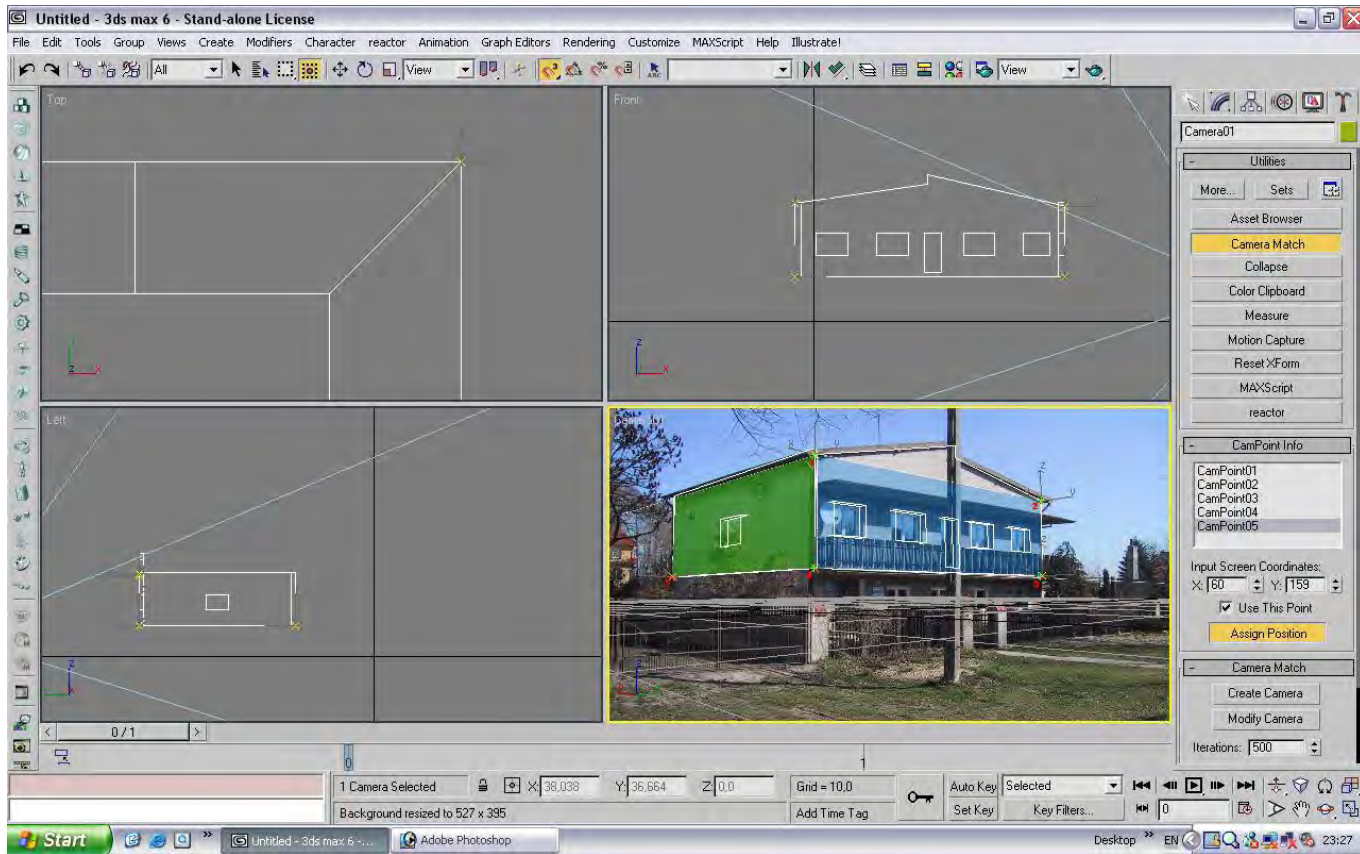 Untitled - 3ds max 6 - Stand-alone License
File Edit Tools Group Views Create Modifiers Character reactor Animation Graph Editors Rendering Customize MAXScript Help Illustrate!
All View View
Top
Front
Camera01
Utilities
More... Sets
Asset Browser
Camera Match
Collapse
Color Clipboard
Measure
Motion Capture
Reset XForm
MAXScript
reactor
Left
CamPoint Info
CamPoint01
CamPoint02
CamPoint03
CamPoint04
CamPoint05
Input Screen Coordinates:
X: 60 Y: 159
Use This Point
Assign Position
Camera Match
Create Camera
Modify Camera
Iterations: 500
0 / 1
0 1
1 Camera Selected X: 38,038 Y: 36,664 Z: 0,0 Grid = 10,0 Auto Key Selected
Background resized to 527 x 395 Add Time Tag Set Key Key Filters... 0
Start Untitled - 3ds max 6 -... Adobe Photoshop Desktop EN 23:27